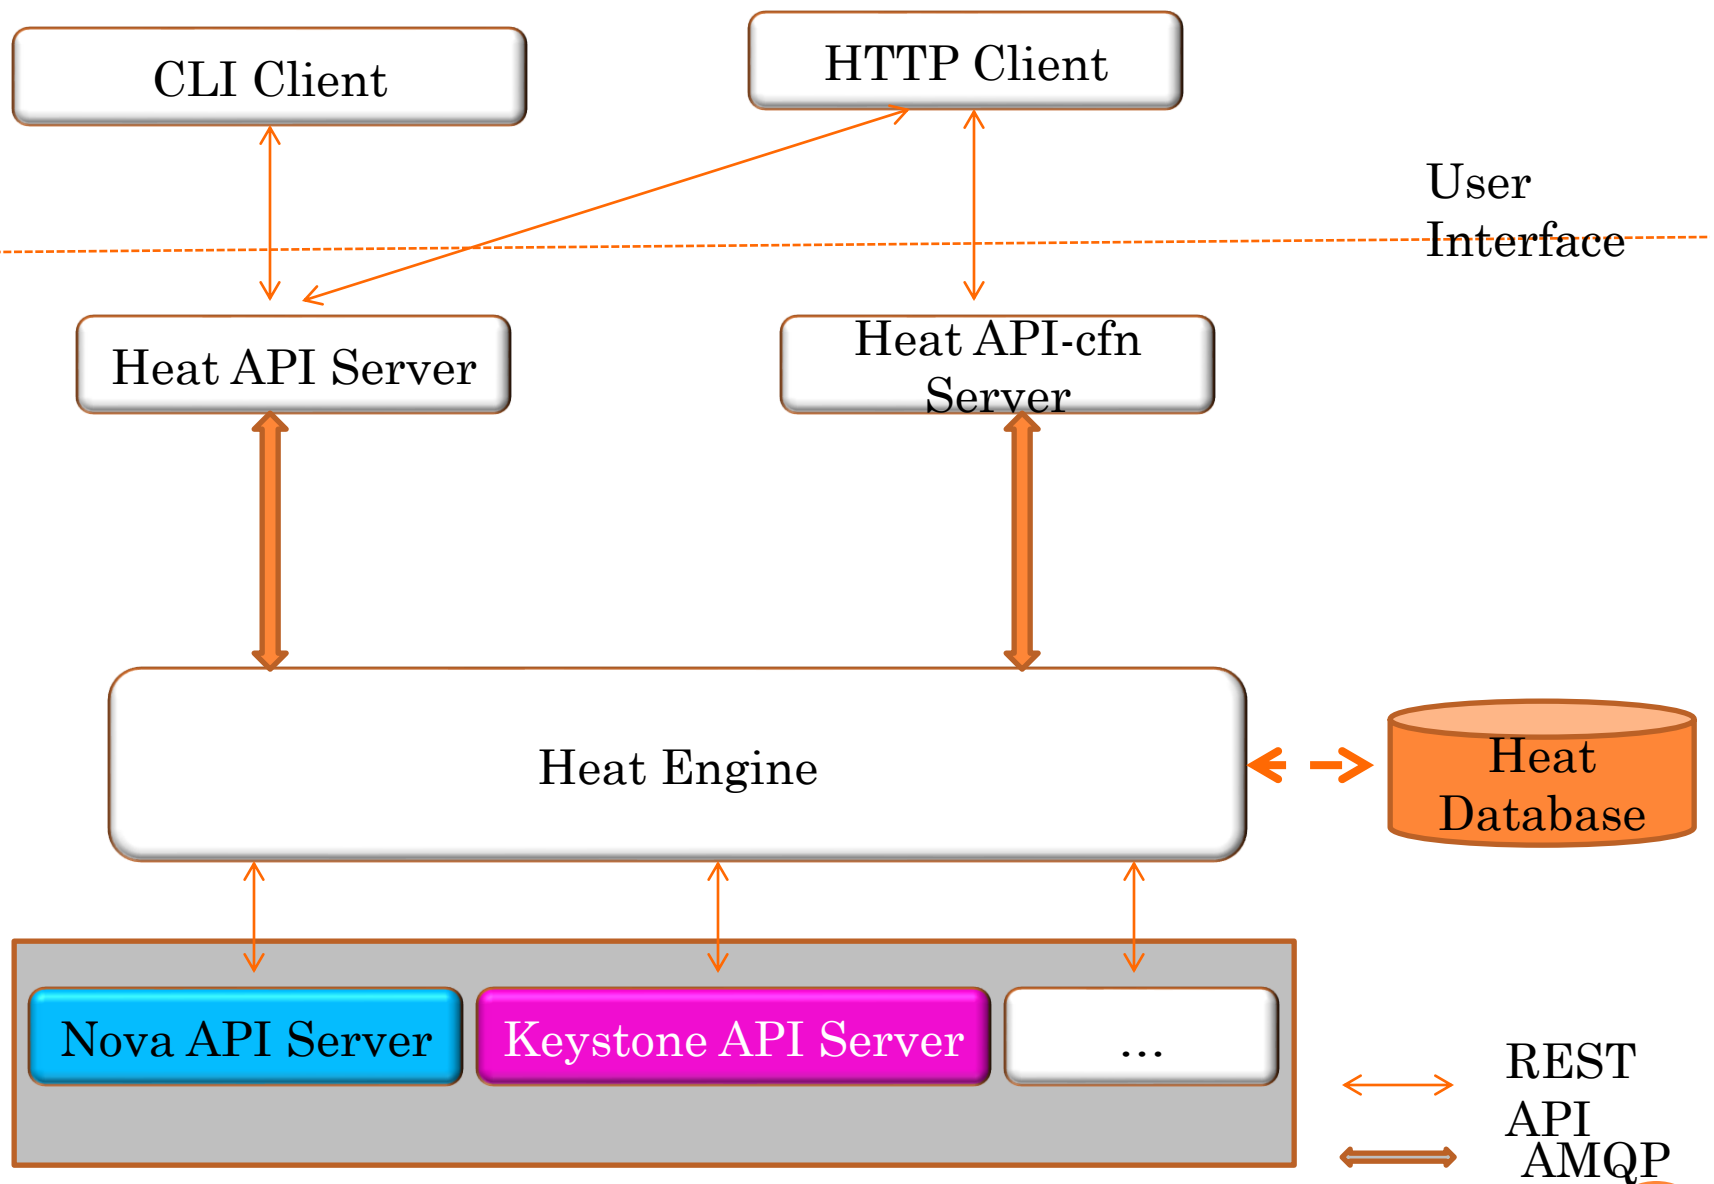 CLI Client
HTTP Client
User
Interface
Heat API Server
Heat API-cfn
Server
Heat Engine
Heat
Database
Nova API Server
Keystone API Server
...
REST
API
AMQP